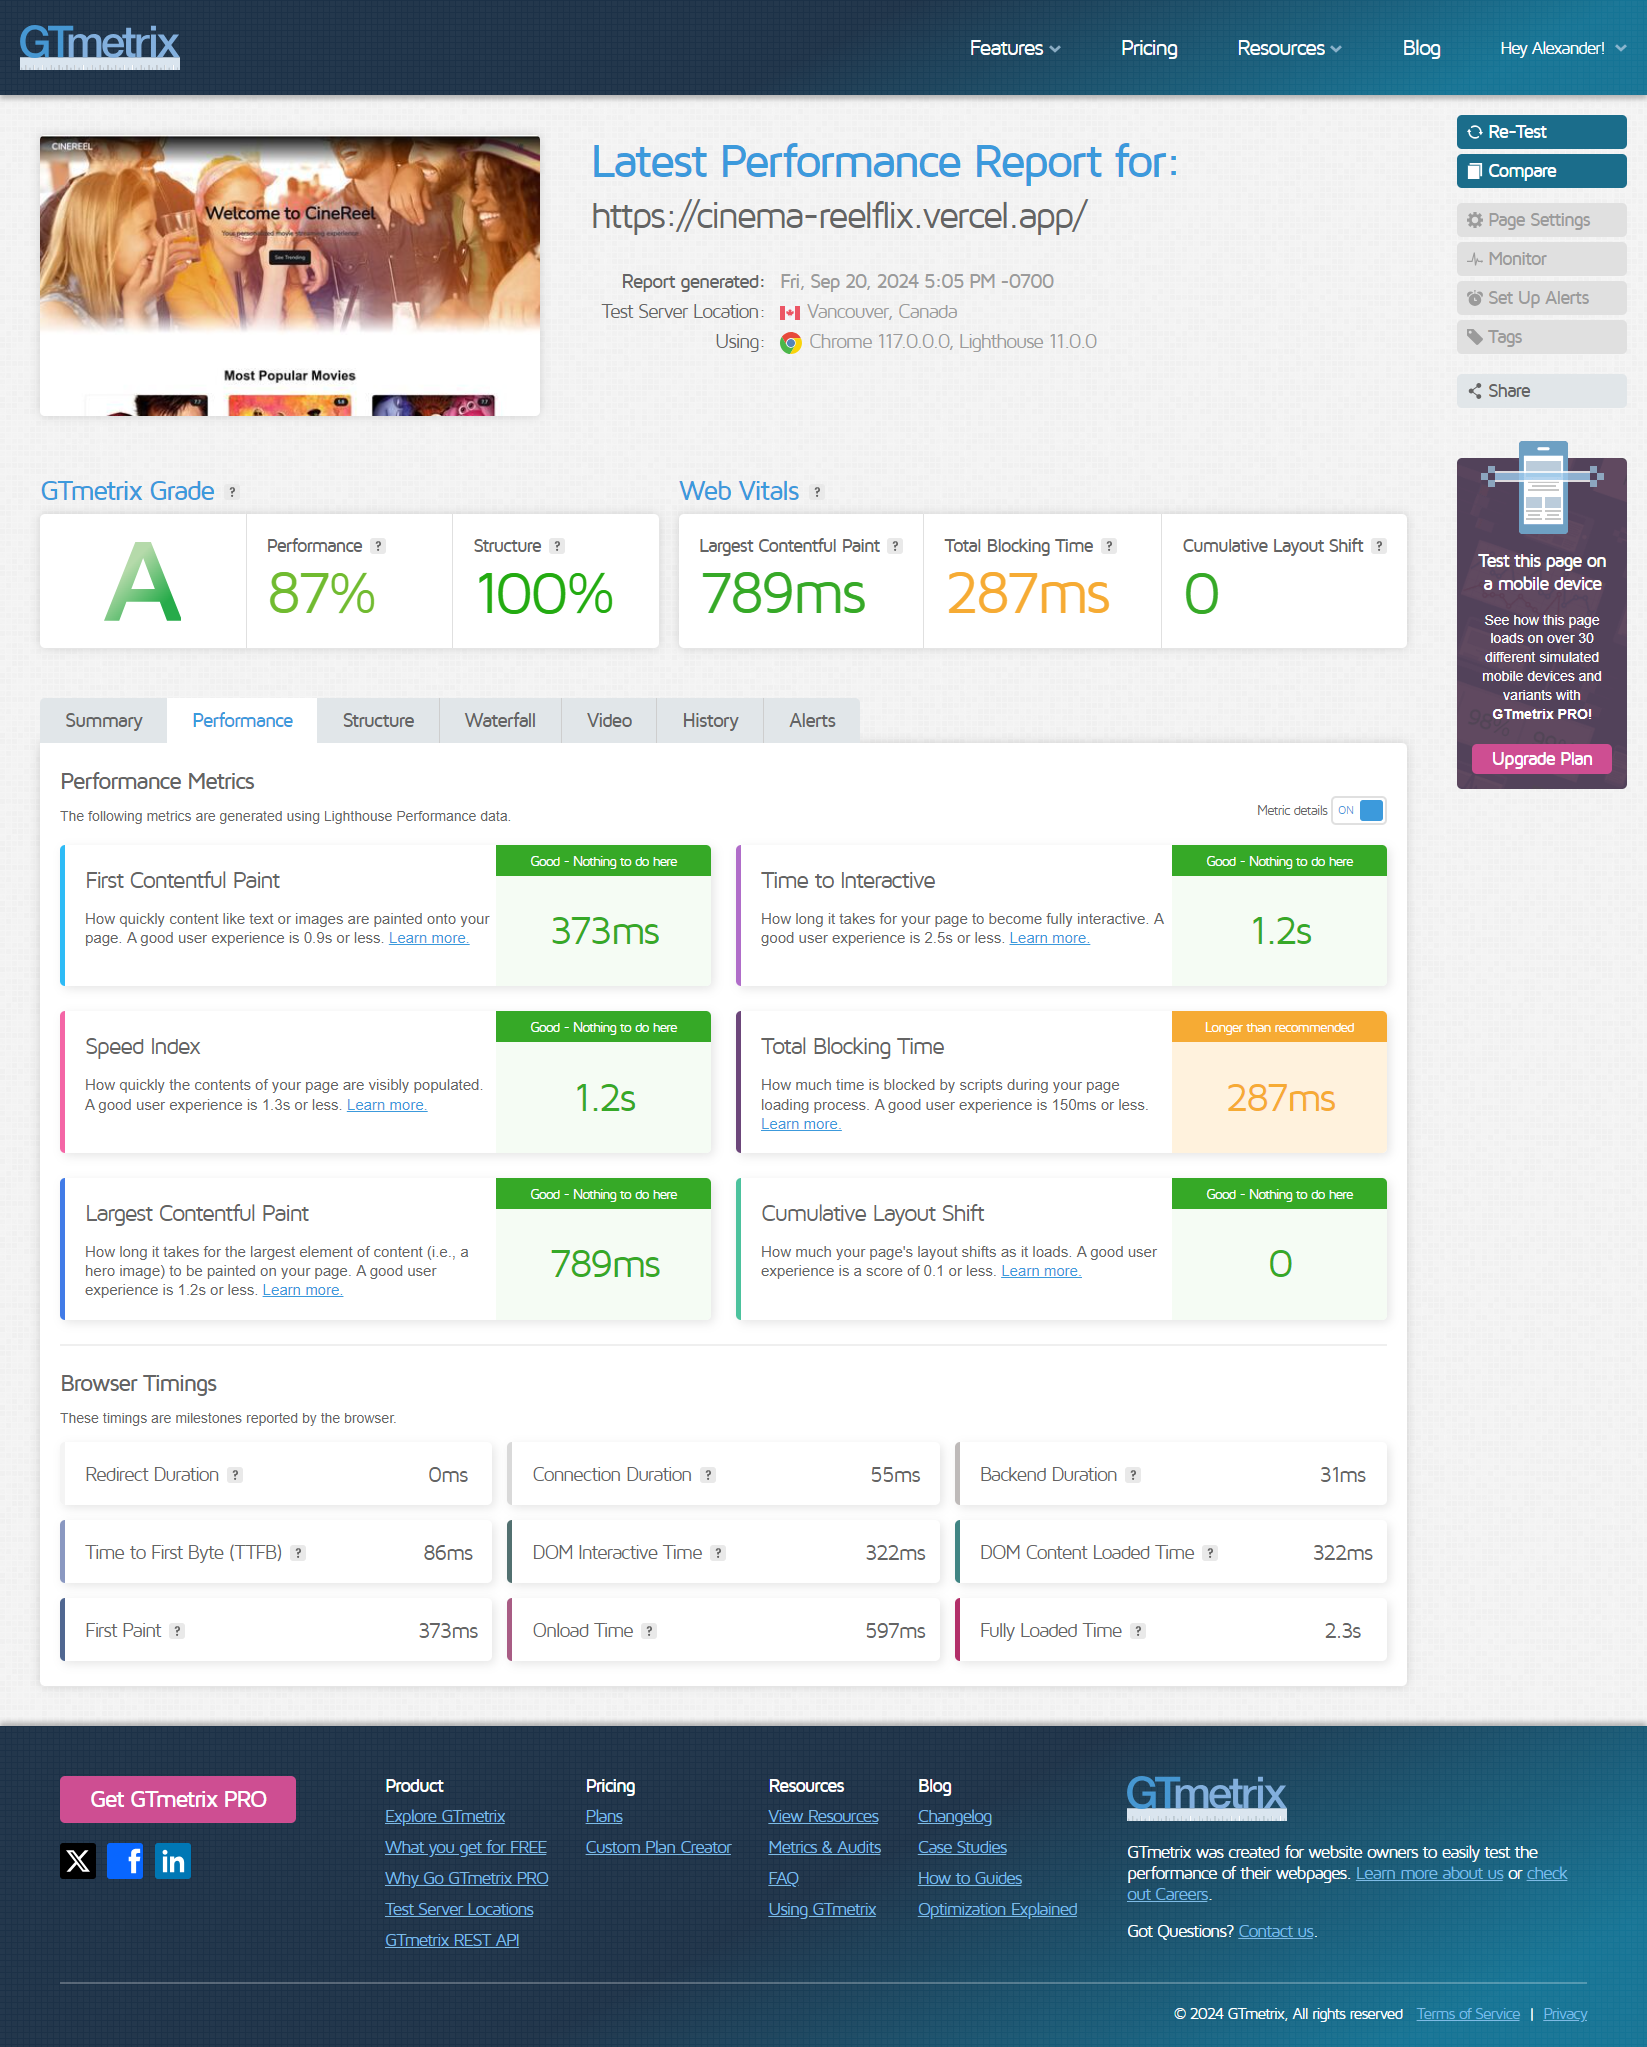 GTmetrix
Features
Pricing
Resources
Blog
Hey Alexander!
CINEREEL
Welcome to CineReel
Your personalized movie streaming experience
See Trending
Most Popular Movies
7.7
5.8
7.7
Latest Performance Report for:
https://cinema-reelflix.vercel.app/
Report generated: Fri, Sep 20, 2024 5:05 PM -0700
Test Server Location: Vancouver, Canada
Using: Chrome 117.0.0.0, Lighthouse 11.0.0
Re-Test
Compare
Page Settings
Monitor
Set Up Alerts
Tags
Share
Test this page on
a mobile device
See how this page
loads on over 30
different simulated
mobile devices and
variants with
GTmetrix PRO!
Upgrade Plan
GTmetrix Grade ?
A
Performance ?
87%
Structure ?
100%
Web Vitals ?
Largest Contentful Paint ?
789ms
Total Blocking Time ?
287ms
Cumulative Layout Shift ?
0
Summary
Performance
Structure
Waterfall
Video
History
Alerts
Performance Metrics
The following metrics are generated using Lighthouse Performance data.
Metric details ON
First Contentful Paint
How quickly content like text or images are painted onto your
page. A good user experience is 0.9s or less. Learn more.
Good - Nothing to do here
373ms
Time to Interactive
How long it takes for your page to become fully interactive. A
good user experience is 2.5s or less. Learn more.
Good - Nothing to do here
1.2s
Speed Index
How quickly the contents of your page are visibly populated.
A good user experience is 1.3s or less. Learn more.
Good - Nothing to do here
1.2s
Total Blocking Time
How much time is blocked by scripts during your page
loading process. A good user experience is 150ms or less.
Learn more.
Longer than recommended
287ms
Largest Contentful Paint
How long it takes for the largest element of content (i.e., a
hero image) to be painted on your page. A good user
experience is 1.2s or less. Learn more.
Good - Nothing to do here
789ms
Cumulative Layout Shift
How much your page's layout shifts as it loads. A good user
experience is a score of 0.1 or less. Learn more.
Good - Nothing to do here
0
Browser Timings
These timings are milestones reported by the browser.
Redirect Duration ? 0ms
Connection Duration ? 55ms
Backend Duration ? 31ms
Time to First Byte (TTFB) ? 86ms
DOM Interactive Time ? 322ms
DOM Content Loaded Time ? 322ms
First Paint ? 373ms
Onload Time ? 597ms
Fully Loaded Time ? 2.3s
Get GTmetrix PRO
X
f
in
Product
Explore GTmetrix
What you get for FREE
Why Go GTmetrix PRO
Test Server Locations
GTmetrix REST API
Pricing
Plans
Custom Plan Creator
Resources
View Resources
Metrics & Audits
FAQ
Using GTmetrix
Blog
Changelog
Case Studies
How to Guides
Optimization Explained
GTmetrix
GTmetrix was created for website owners to easily test the
performance of their webpages. Learn more about us or check
out Careers.
Got Questions? Contact us.
© 2024 GTmetrix, All rights reserved Terms of Service | Privacy